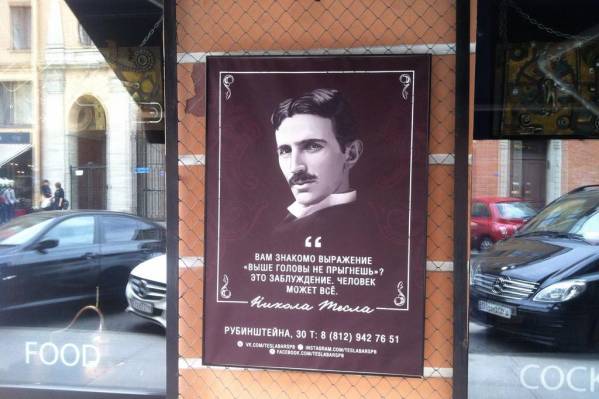 “
ВАМ ЗНАКОМО ВЫРАЖЕНИЕ
«ВЫШЕ ГОЛОВЫ НЕ ПРЫГНЕШЬ»?
ЭТО ЗАБЛУЖДЕНИЕ. ЧЕЛОВЕК
МОЖЕТ ВСЁ.
Никола Тесла
РУБИНШТЕЙНА, 30 Т: 8 (812) 942 76 51
VK.COM/TESLABARSPB INSTAGRAM.COM/TESLABARSPB
FACEBOOK.COM/TESLABARSPB
FOOD
COCK